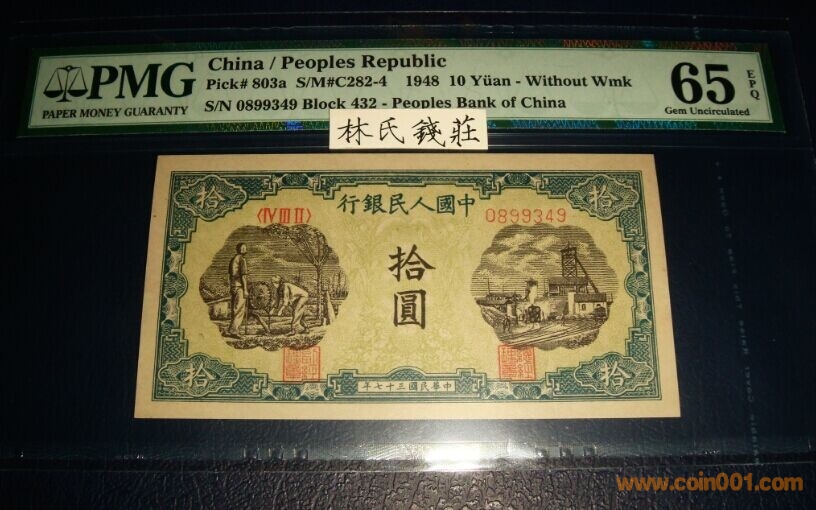 PMG
PAPER MONEY GUARANTY
China / Peoples Republic
Pick# 803a S/M#C282-4 1948 10 Yüan - Without Wmk
S/N 0899349 Block 432 - Peoples Bank of China
65 EPQ
Gem Uncirculated
林氏錢莊
拾 拾
行銀民人國中
〈IV III II〉 0899349
拾圓
拾 拾
年七十三國民華中
www.coin001.com